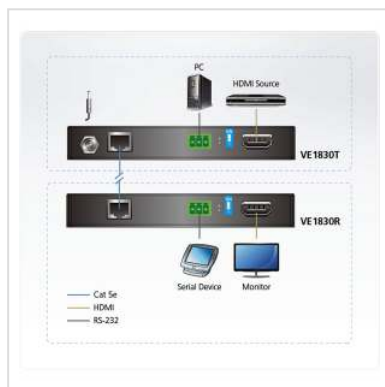 PC
HDMI Source
VE1830T
VE1830R
Serial Device
Monitor
Cat 5e
HDMI
RS-232